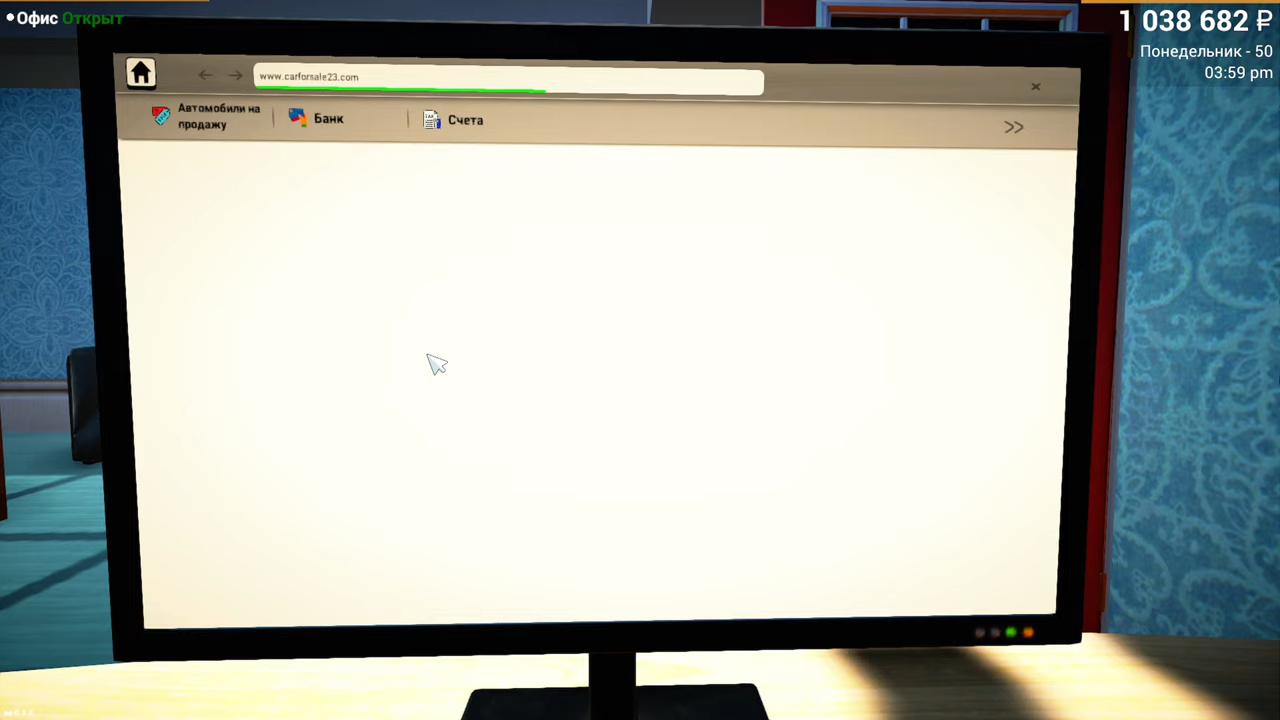 Офис Открыт
1 038 682 ₽
Понедельник - 50
03:59 pm
www.carforsale23.com
Автомобили на
продажу
Банк
Счета